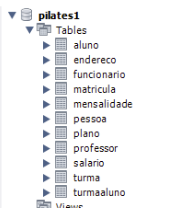 pilates1
Tables
aluno
endereco
funcionario
matricula
mensalidade
pessoa
plano
professor
salario
turma
turmaaluno
Views